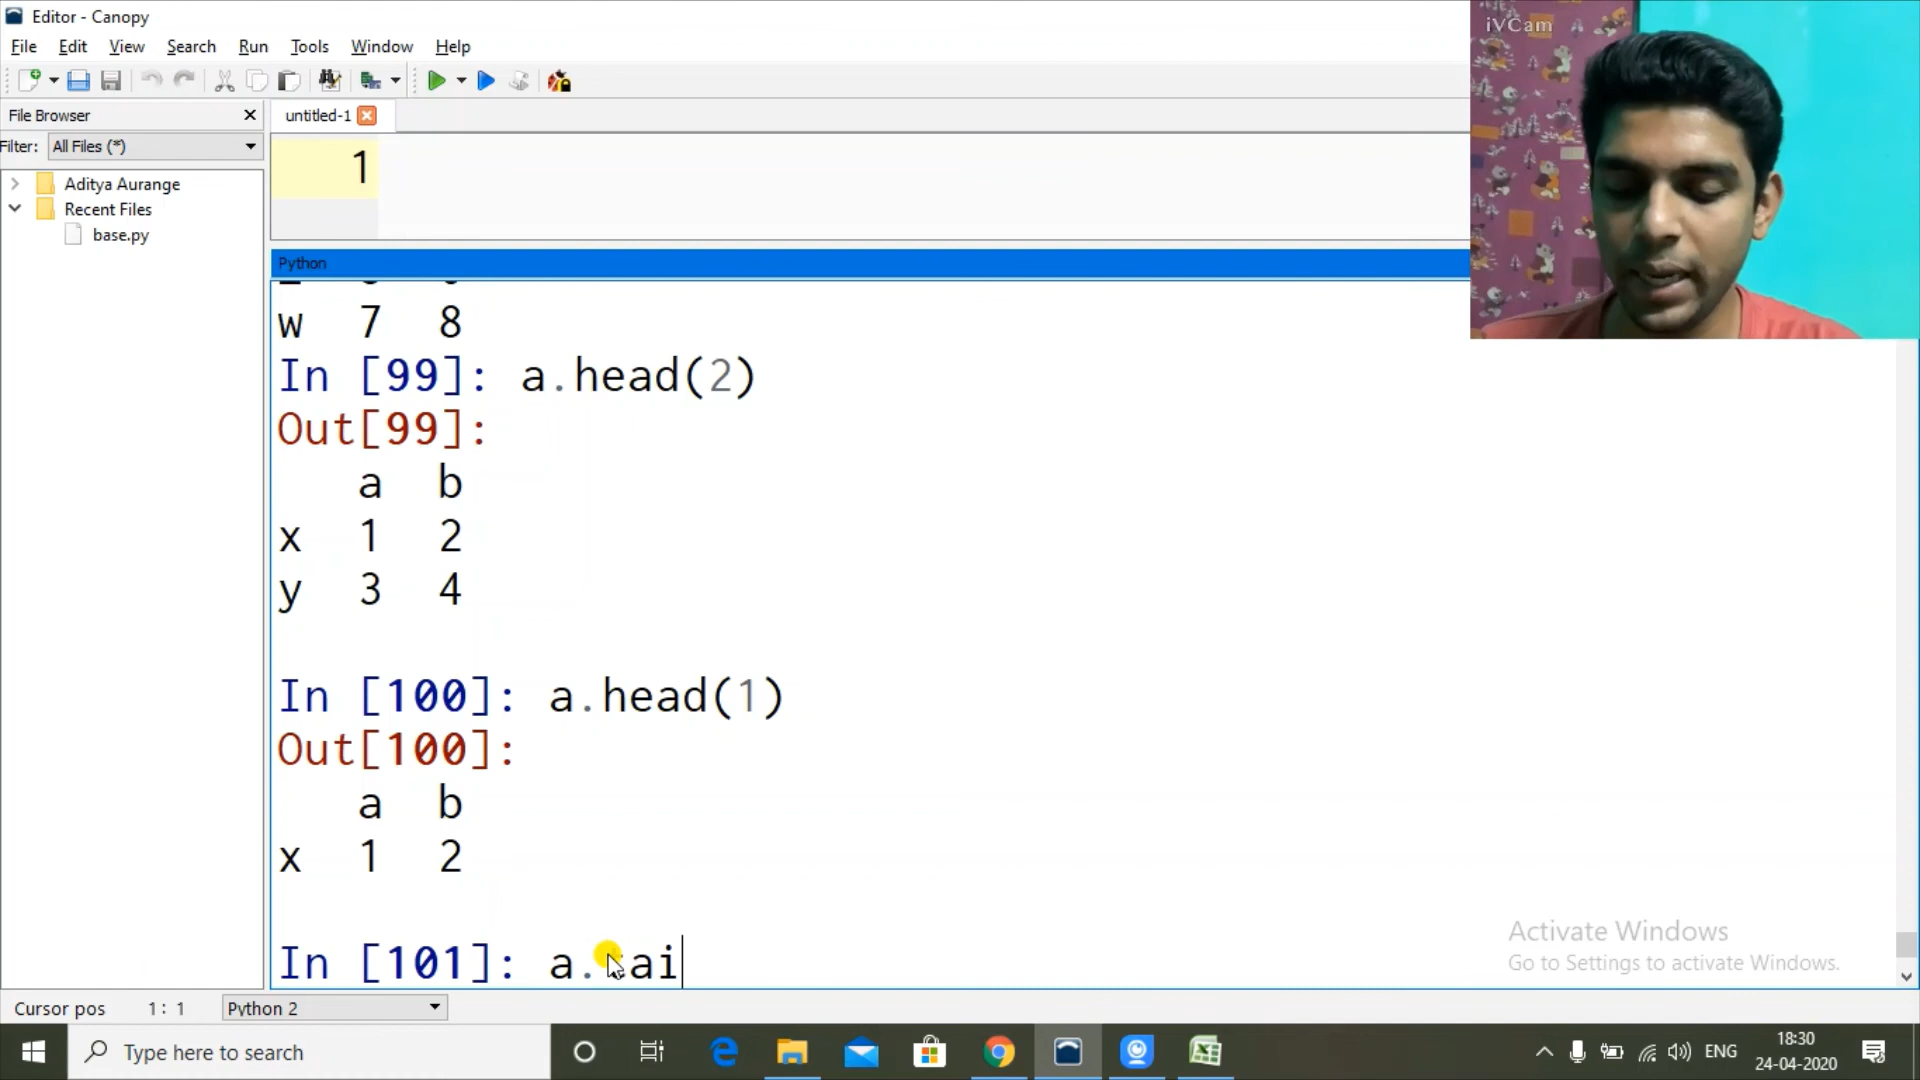 Editor - Canopy
iVCam
File Edit View Search Run Tools Window Help
File Browser
untitled-1
Filter: All Files (*)
1
Aditya Aurange
Recent Files
base.py
Python
w 7 8
In [99]: a.head(2)
Out[99]:
a b
x 1 2
y 3 4
In [100]: a.head(1)
Out[100]:
a b
x 1 2
Activate Windows
Go to Settings to activate Windows.
In [101]: a.tai
Cursor pos 1: 1 Python 2
Type here to search
ENG
18:30
24-04-2020